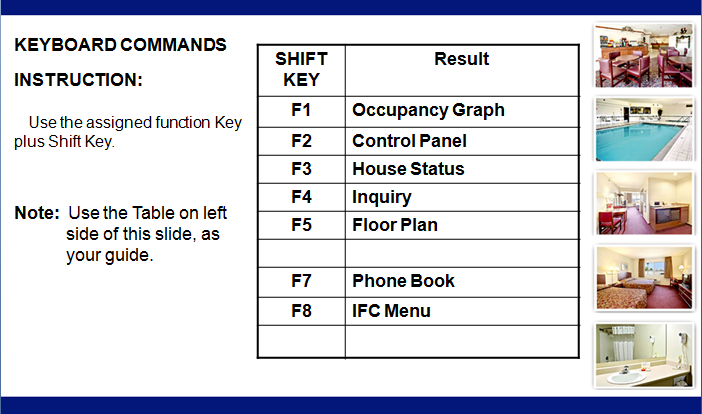 KEYBOARD COMMANDS
INSTRUCTION:
Use the assigned function Key
plus Shift Key.
Note: Use the Table on left
side of this slide, as
your guide.
SHIFT KEY Result
F1 Occupancy Graph
F2 Control Panel
F3 House Status
F4 Inquiry
F5 Floor Plan
F7 Phone Book
F8 IFC Menu